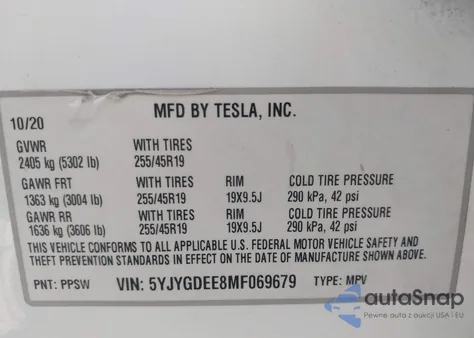 MFD BY TESLA, INC.
10/20
GVWR WITH TIRES
2405 kg (5302 lb) 255/45R19
GAWR FRT WITH TIRES RIM COLD TIRE PRESSURE
1363 kg (3004 lb) 255/45R19 19X9.5J 290 kPa, 42 psi
GAWR RR WITH TIRES RIM COLD TIRE PRESSURE
1636 kg (3606 lb) 255/45R19 19X9.5J 290 kPa, 42 psi
THIS VEHICLE CONFORMS TO ALL APPLICABLE U.S. FEDERAL MOTOR VEHICLE SAFETY AND
THEFT PREVENTION STANDARDS IN EFFECT ON THE DATE OF MANUFACTURE SHOWN ABOVE.
PNT: PPSW VIN: 5YJYGDEE8MF069679 TYPE: MPV
autoSnap
Pewne auto z USA i EU